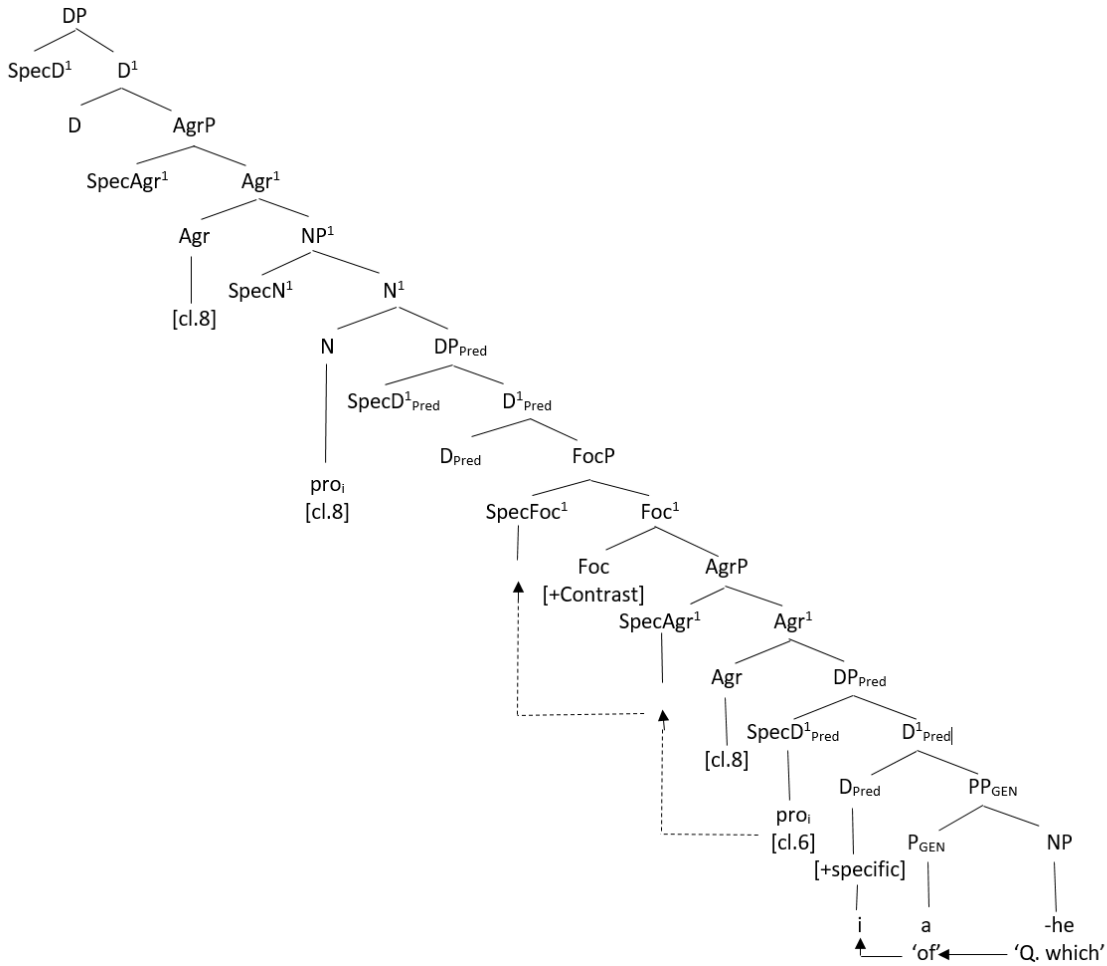 DP
SpecD¹ D¹
D AgrP
SpecAgr¹ Agr¹
Agr NP¹
SpecN¹ N¹
[cl.8]
N DPPred
SpecD¹Pred D¹Pred
DPred FocP
proi
[cl.8]
SpecFoc¹ Foc¹
Foc AgrP
[+Contrast]
SpecAgr¹ Agr¹
Agr DPPred
SpecD¹Pred D¹Pred
[cl.8]
DPred PPGEN
proi
[cl.6]
PGEN NP
[+specific]
i a -he
‘of’ ‘Q. which’